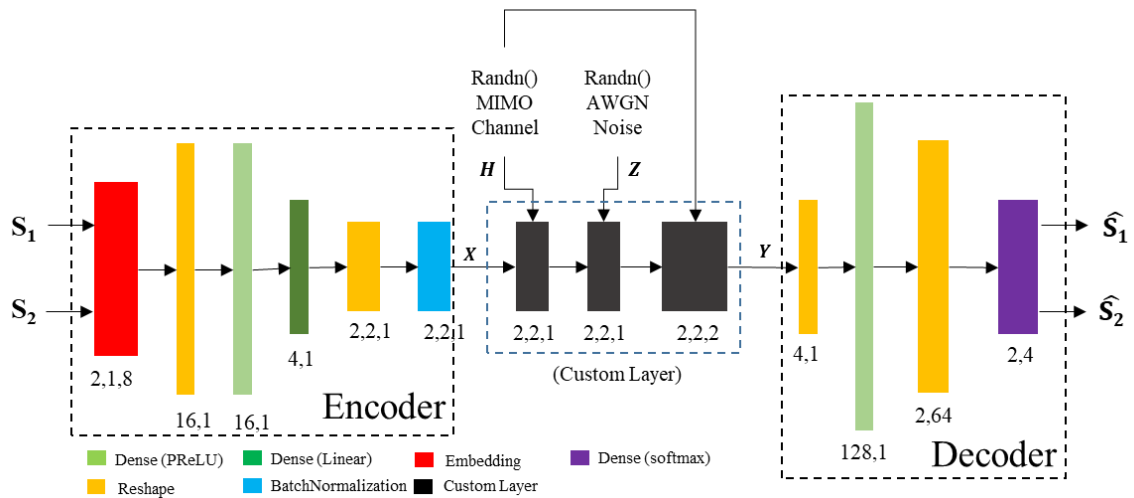 Randn()
MIMO
Channel
Randn()
AWGN
Noise
H
Z
S₁
S₂
X
Y
ŝ₁
ŝ₂
2,1,8
16,1
16,1
4,1
2,2,1
2,2,1
2,2,1
2,2,1
2,2,2
4,1
128,1
2,64
2,4
(Custom Layer)
Encoder
Decoder
Dense (PReLU)
Dense (Linear)
Embedding
Dense (softmax)
Reshape
BatchNormalization
Custom Layer